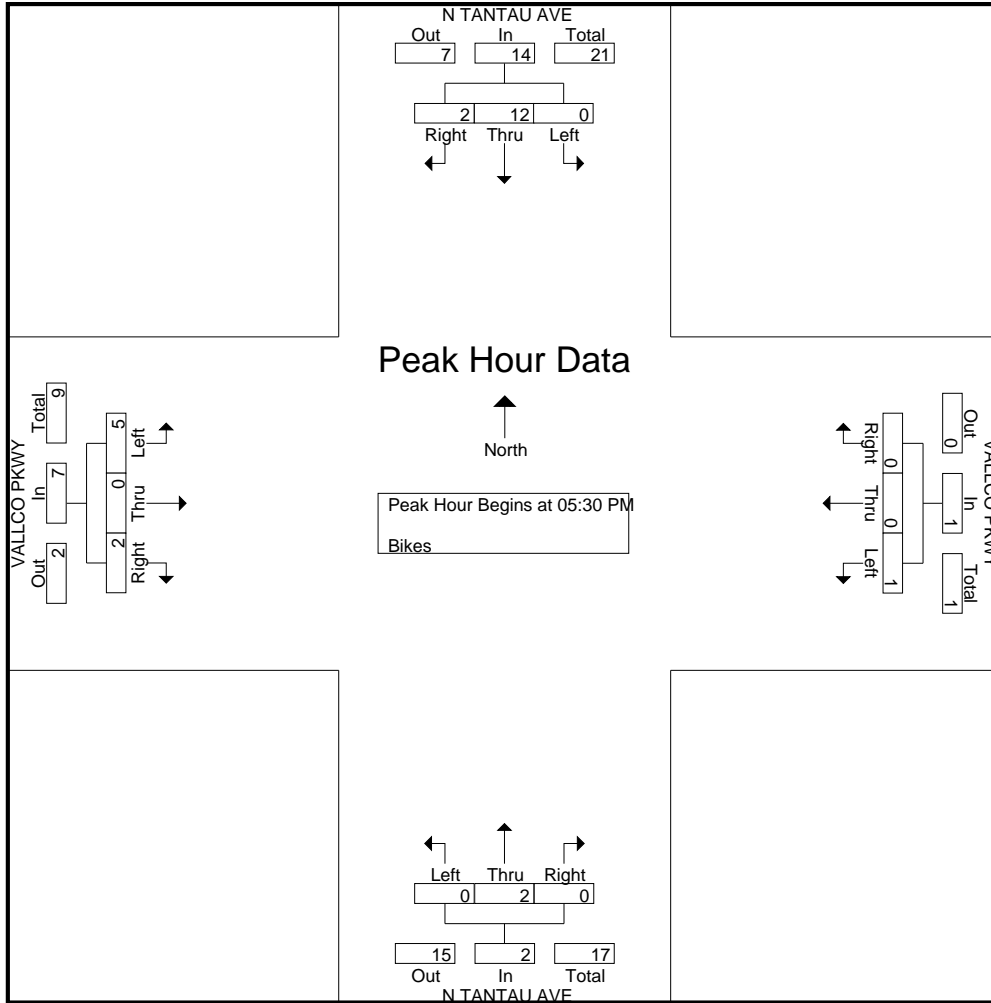 N TANTAU AVE
Out In Total
7 14 21
2 12 0
Right Thru Left
Peak Hour Data
North
Peak Hour Begins at 05:30 PM
Bikes
VALLCO PKWY
Total In Out
9 7 2
5 0 2
Left Thru Right
VALLCO PKWY
Out In Total
0 1 1
0 0 1
Right Thru Left
Left Thru Right
0 2 0
15 2 17
Out In Total
N TANTAU AVE